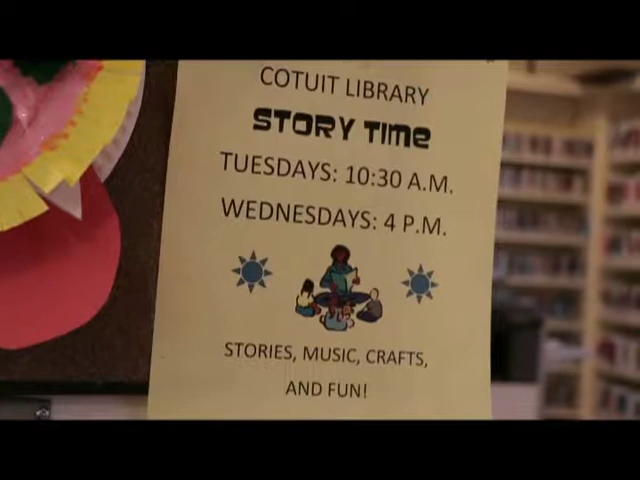 COTUIT LIBRARY
STORY TIME
TUESDAYS: 10:30 A.M.
WEDNESDAYS: 4 P.M.
STORIES, MUSIC, CRAFTS,
AND FUN!